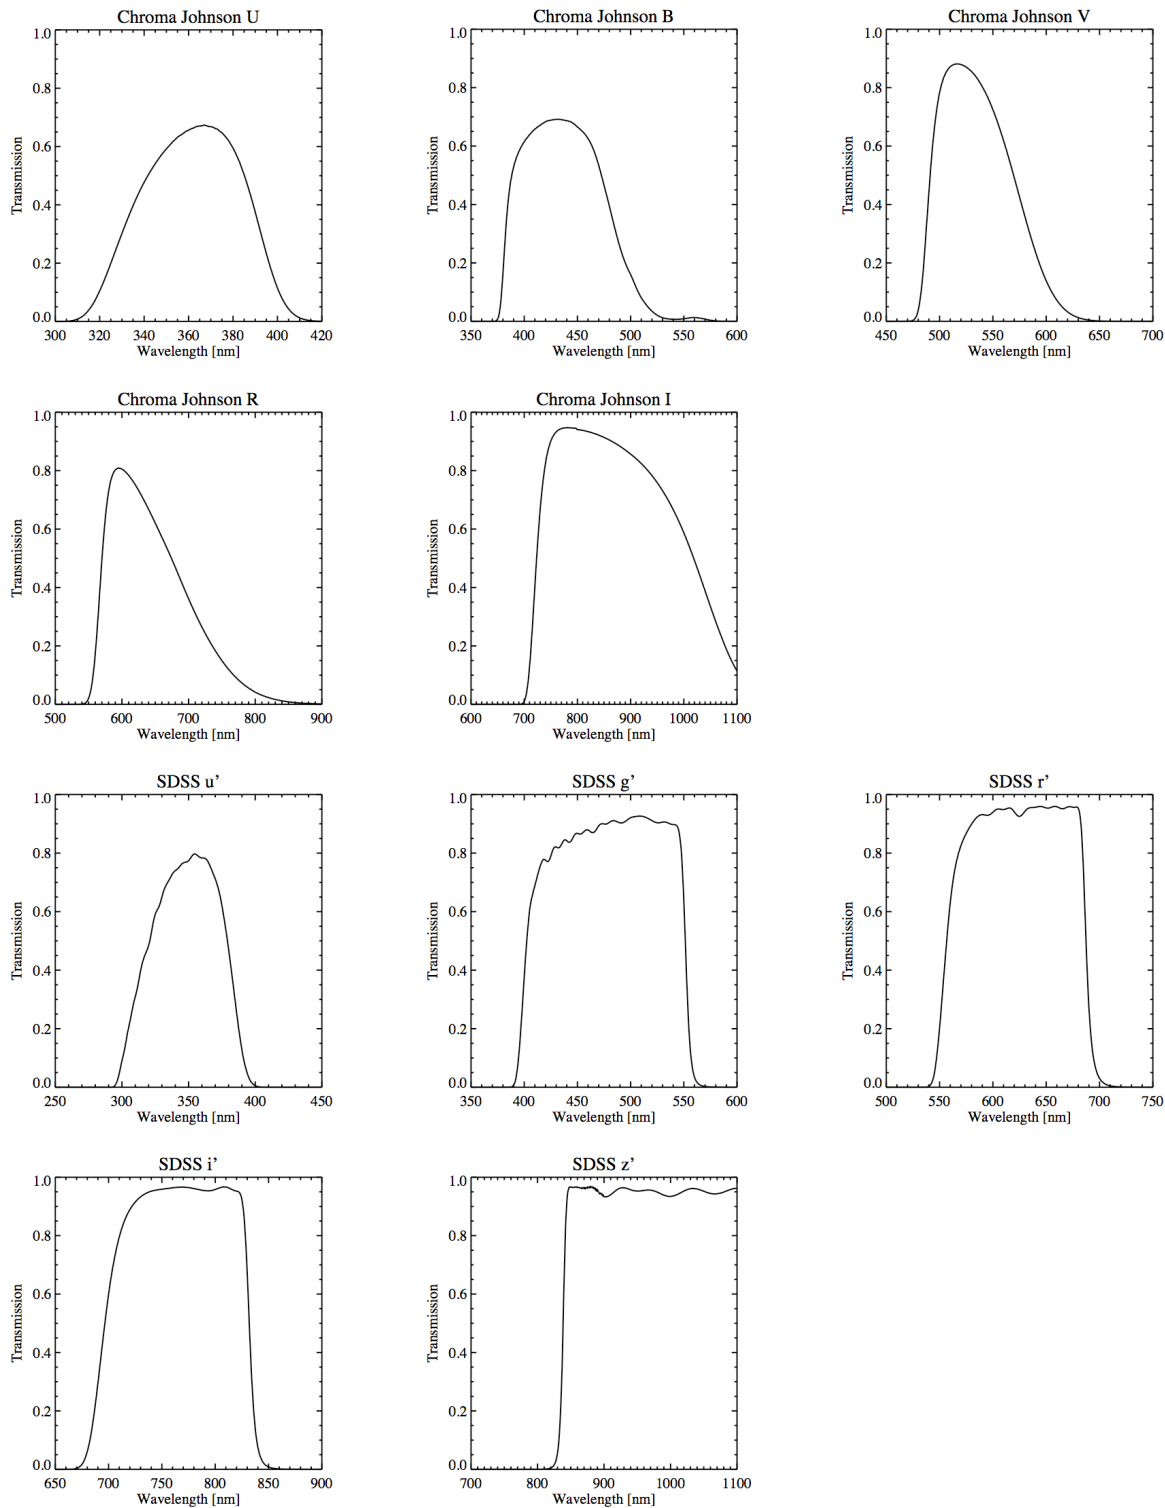 Chroma Johnson U
Chroma Johnson B
Chroma Johnson V
1.0
0.8
0.6
0.4
0.2
0.0
Transmission
300 320 340 360 380 400 420
Wavelength [nm]
1.0
0.8
0.6
0.4
0.2
0.0
Transmission
350 400 450 500 550 600
Wavelength [nm]
1.0
0.8
0.6
0.4
0.2
0.0
Transmission
450 500 550 600 650 700
Wavelength [nm]
Chroma Johnson R
Chroma Johnson I
1.0
0.8
0.6
0.4
0.2
0.0
Transmission
500 600 700 800 900
Wavelength [nm]
1.0
0.8
0.6
0.4
0.2
0.0
Transmission
600 700 800 900 1000 1100
Wavelength [nm]
SDSS u’
SDSS g’
SDSS r’
1.0
0.8
0.6
0.4
0.2
0.0
Transmission
250 300 350 400 450
Wavelength [nm]
1.0
0.8
0.6
0.4
0.2
0.0
Transmission
350 400 450 500 550 600
Wavelength [nm]
1.0
0.8
0.6
0.4
0.2
0.0
Transmission
500 550 600 650 700 750
Wavelength [nm]
SDSS i’
SDSS z’
1.0
0.8
0.6
0.4
0.2
0.0
Transmission
650 700 750 800 850 900
Wavelength [nm]
1.0
0.8
0.6
0.4
0.2
0.0
Transmission
700 800 900 1000 1100
Wavelength [nm]